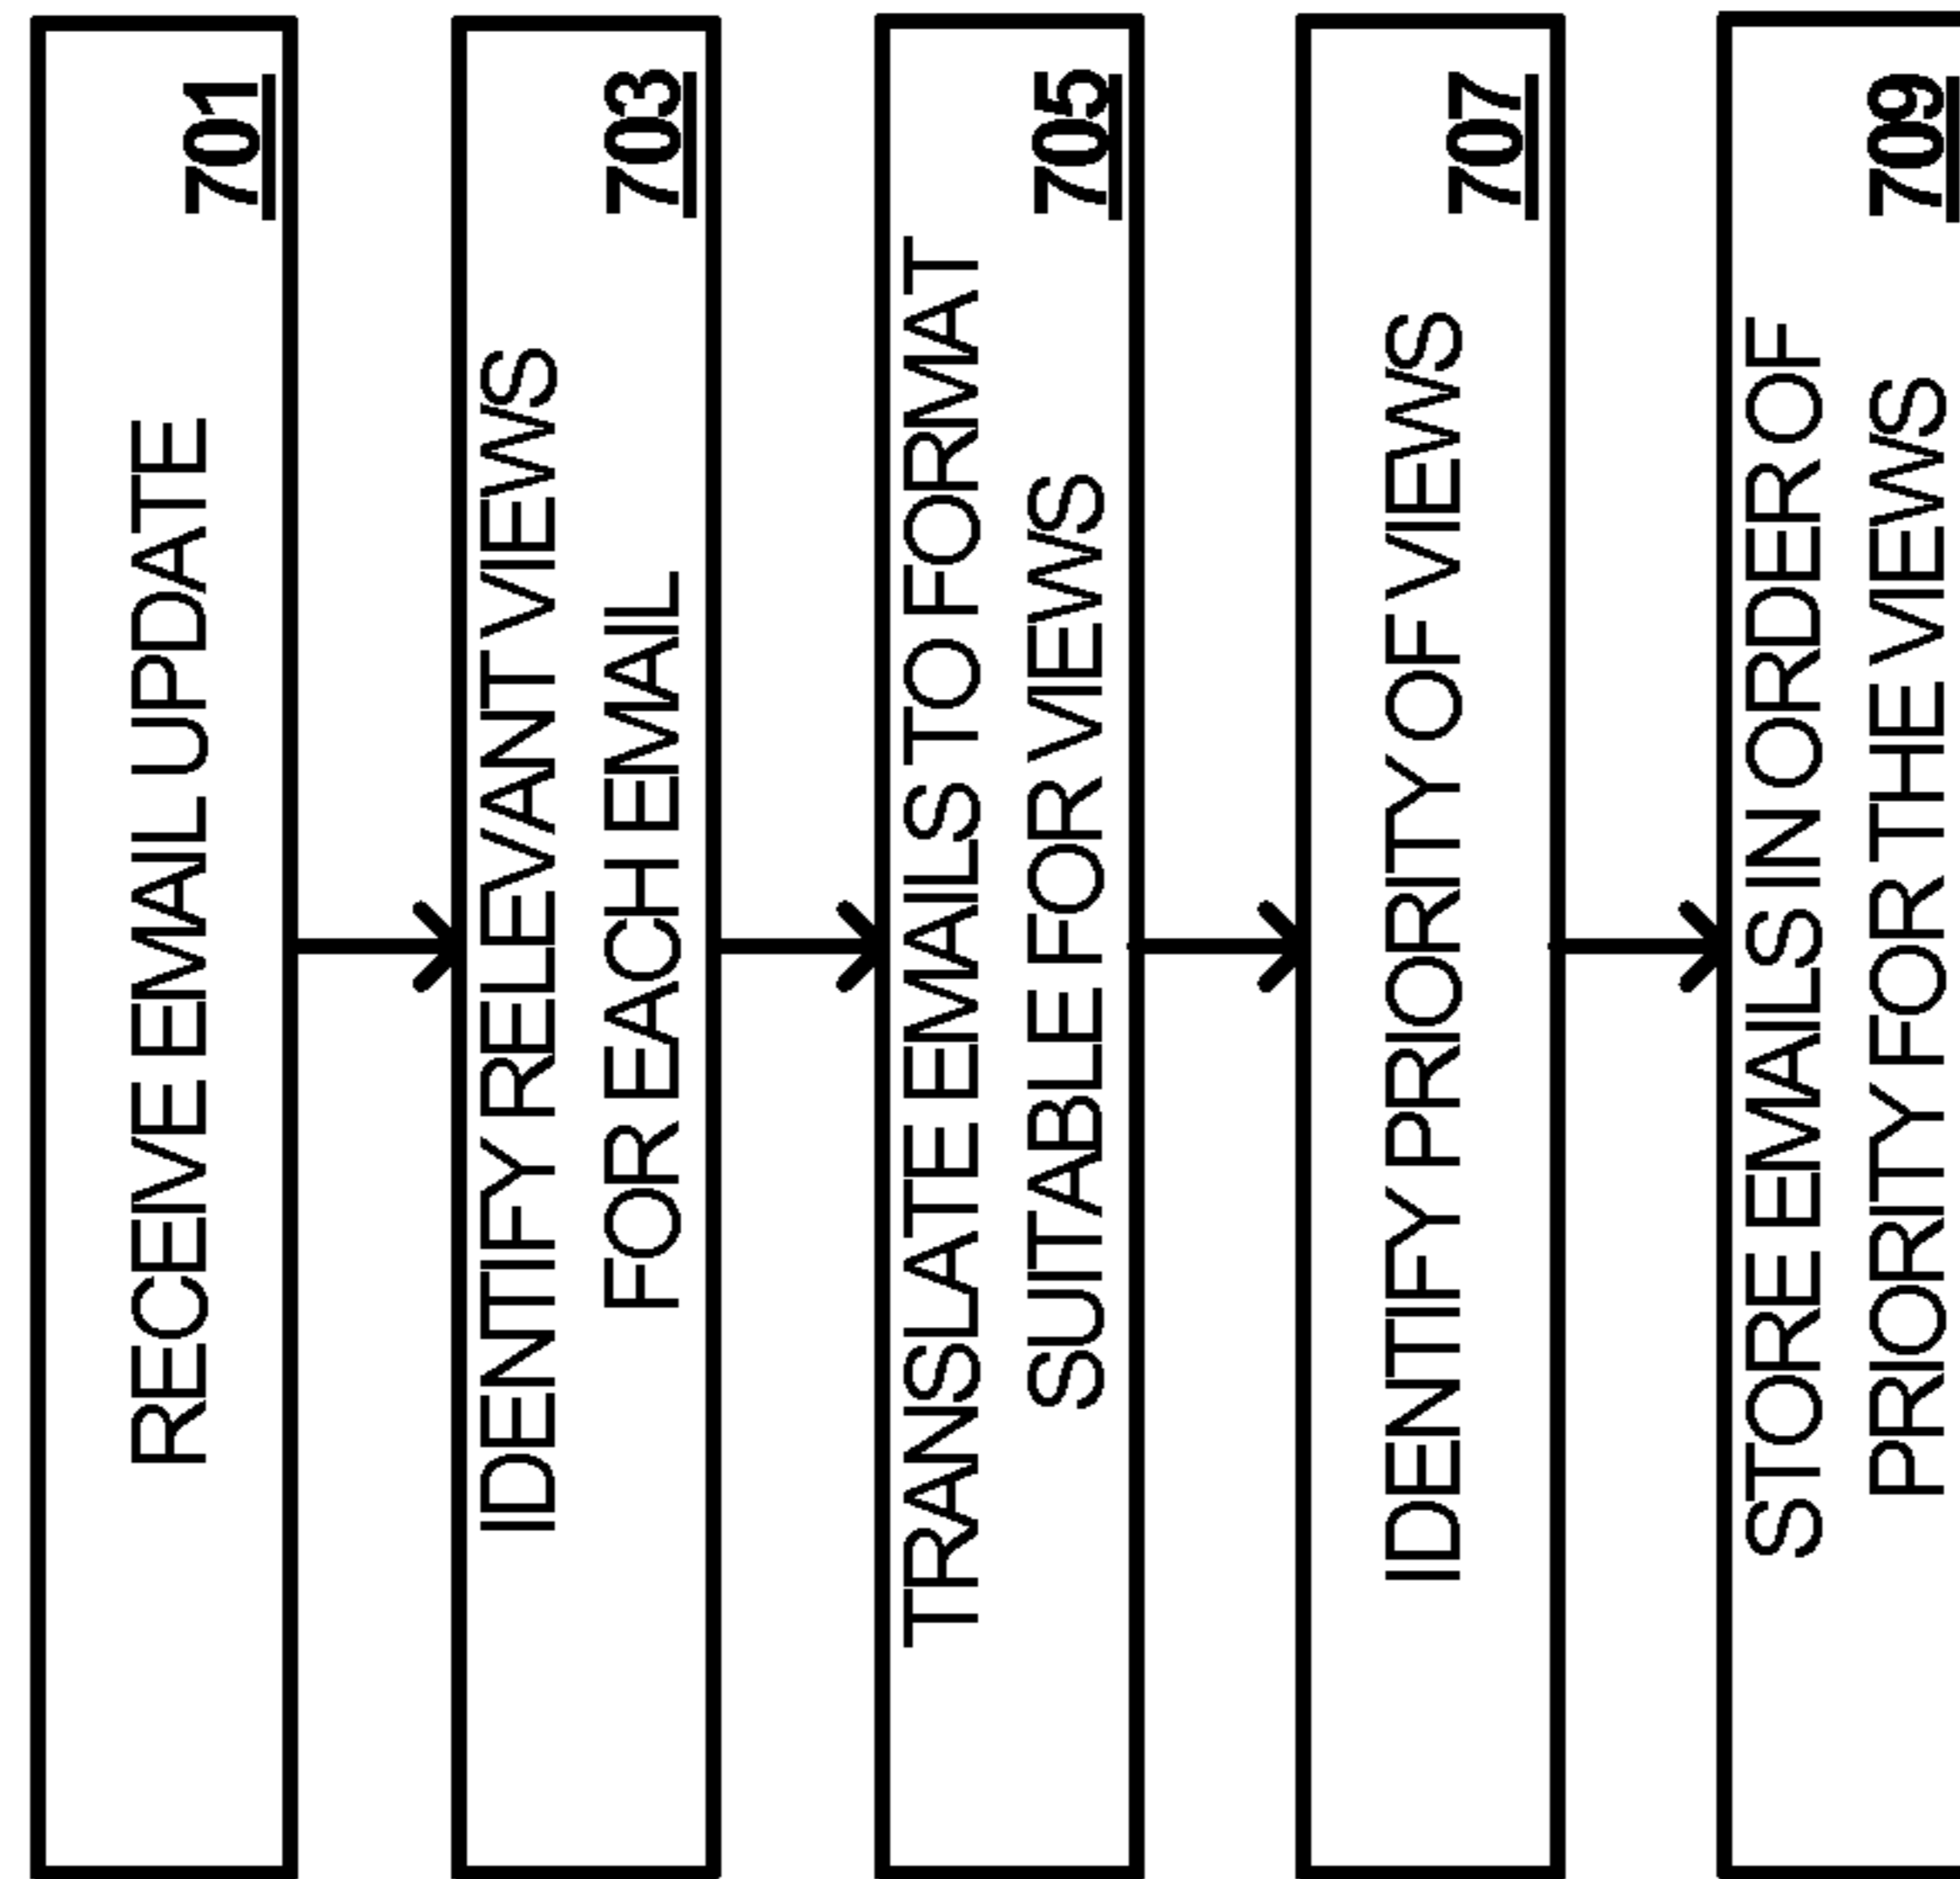 RECEIVE EMAIL UPDATE
701
IDENTIFY RELEVANT VIEWS
FOR EACH EMAIL
703
TRANSLATE EMAILS TO FORMAT
SUITABLE FOR VIEWS
705
IDENTIFY PRIORITY OF VIEWS
707
STORE EMAILS IN ORDER OF
PRIORITY FOR THE VIEWS
709